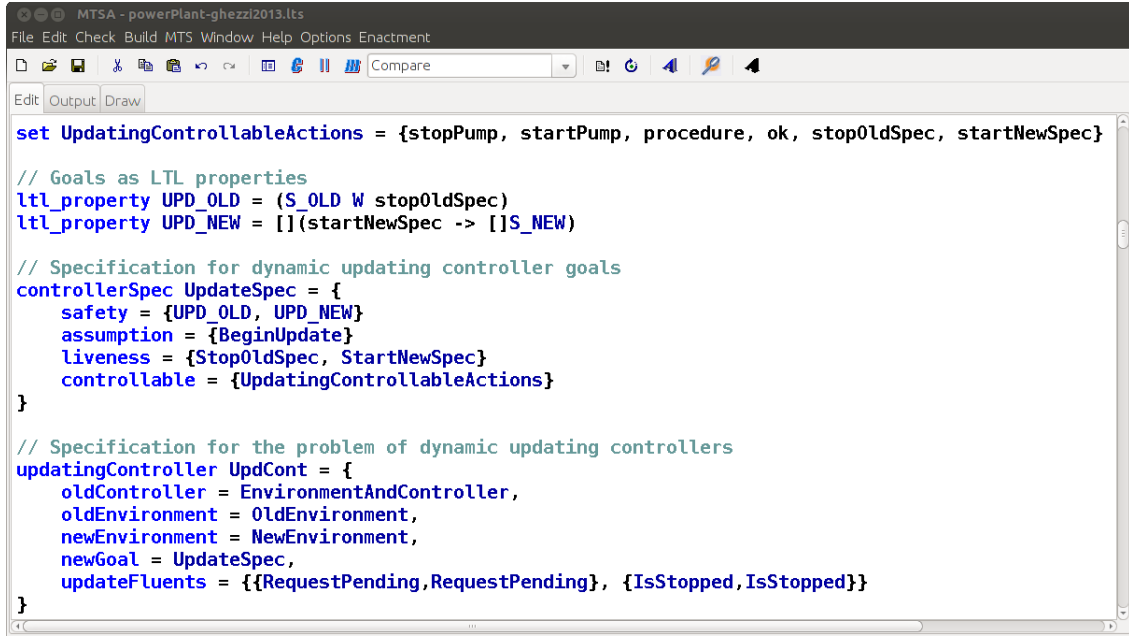 MTSA - powerPlant-ghezzi2013.lts
File Edit Check Build MTS Window Help Options Enactment
Compare
Edit Output Draw
set UpdatingControllableActions = {stopPump, startPump, procedure, ok, stopOldSpec, startNewSpec}
// Goals as LTL properties
ltl_property UPD_OLD = (S_OLD W stopOldSpec)
ltl_property UPD_NEW = [](startNewSpec -> []S_NEW)
// Specification for dynamic updating controller goals
controllerSpec UpdateSpec = {
    safety = {UPD_OLD, UPD_NEW}
    assumption = {BeginUpdate}
    liveness = {StopOldSpec, StartNewSpec}
    controllable = {UpdatingControllableActions}
}
// Specification for the problem of dynamic updating controllers
updatingController UpdCont = {
    oldController = EnvironmentAndController,
    oldEnvironment = OldEnvironment,
    newEnvironment = NewEnvironment,
    newGoal = UpdateSpec,
    updateFluents = {{RequestPending,RequestPending}, {IsStopped,IsStopped}}
}